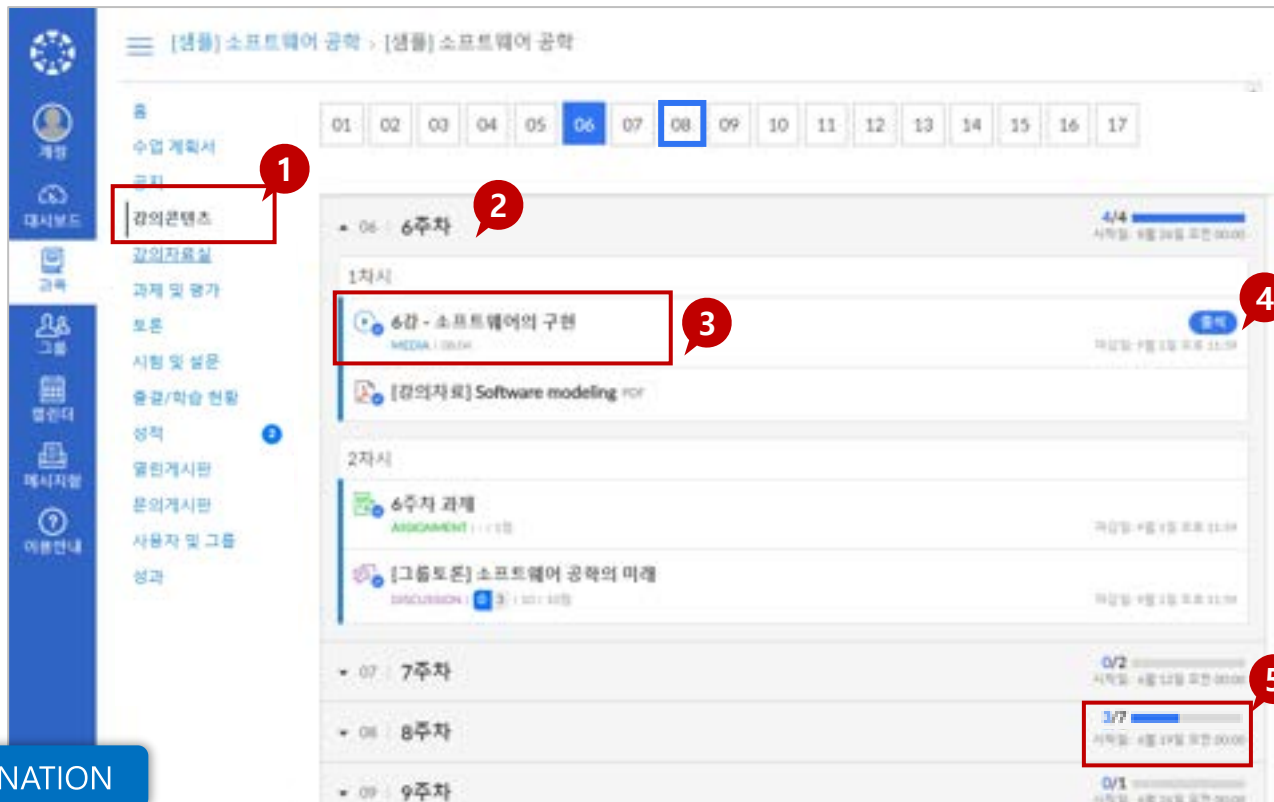 [샘플] 소프트웨어 공학 › [샘플] 소프트웨어 공학
계정
대시보드
과목
그룹
캘린더
메시지함
이용안내
홈
수업 계획서
공지
강의콘텐츠
강의자료실
과제 및 평가
토론
시험 및 설문
출결/학습 현황
성적
열린게시판
문의게시판
사용자 및 그룹
성과
1
01 02 03 04 05 06 07 08 09 10 11 12 13 14 15 16 17
06 6주차
2
4/4
1차시
6강 - 소프트웨어의 구현
MEDIA
3
출석
4
[강의자료] Software modeling PDF
2차시
6주차 과제
ASSIGNMENT
[그룹토론] 소프트웨어 공학의 미래
DISCUSSION
07 7주차
0/2
5
08 8주차
3/7
09 9주차
0/1
NATION